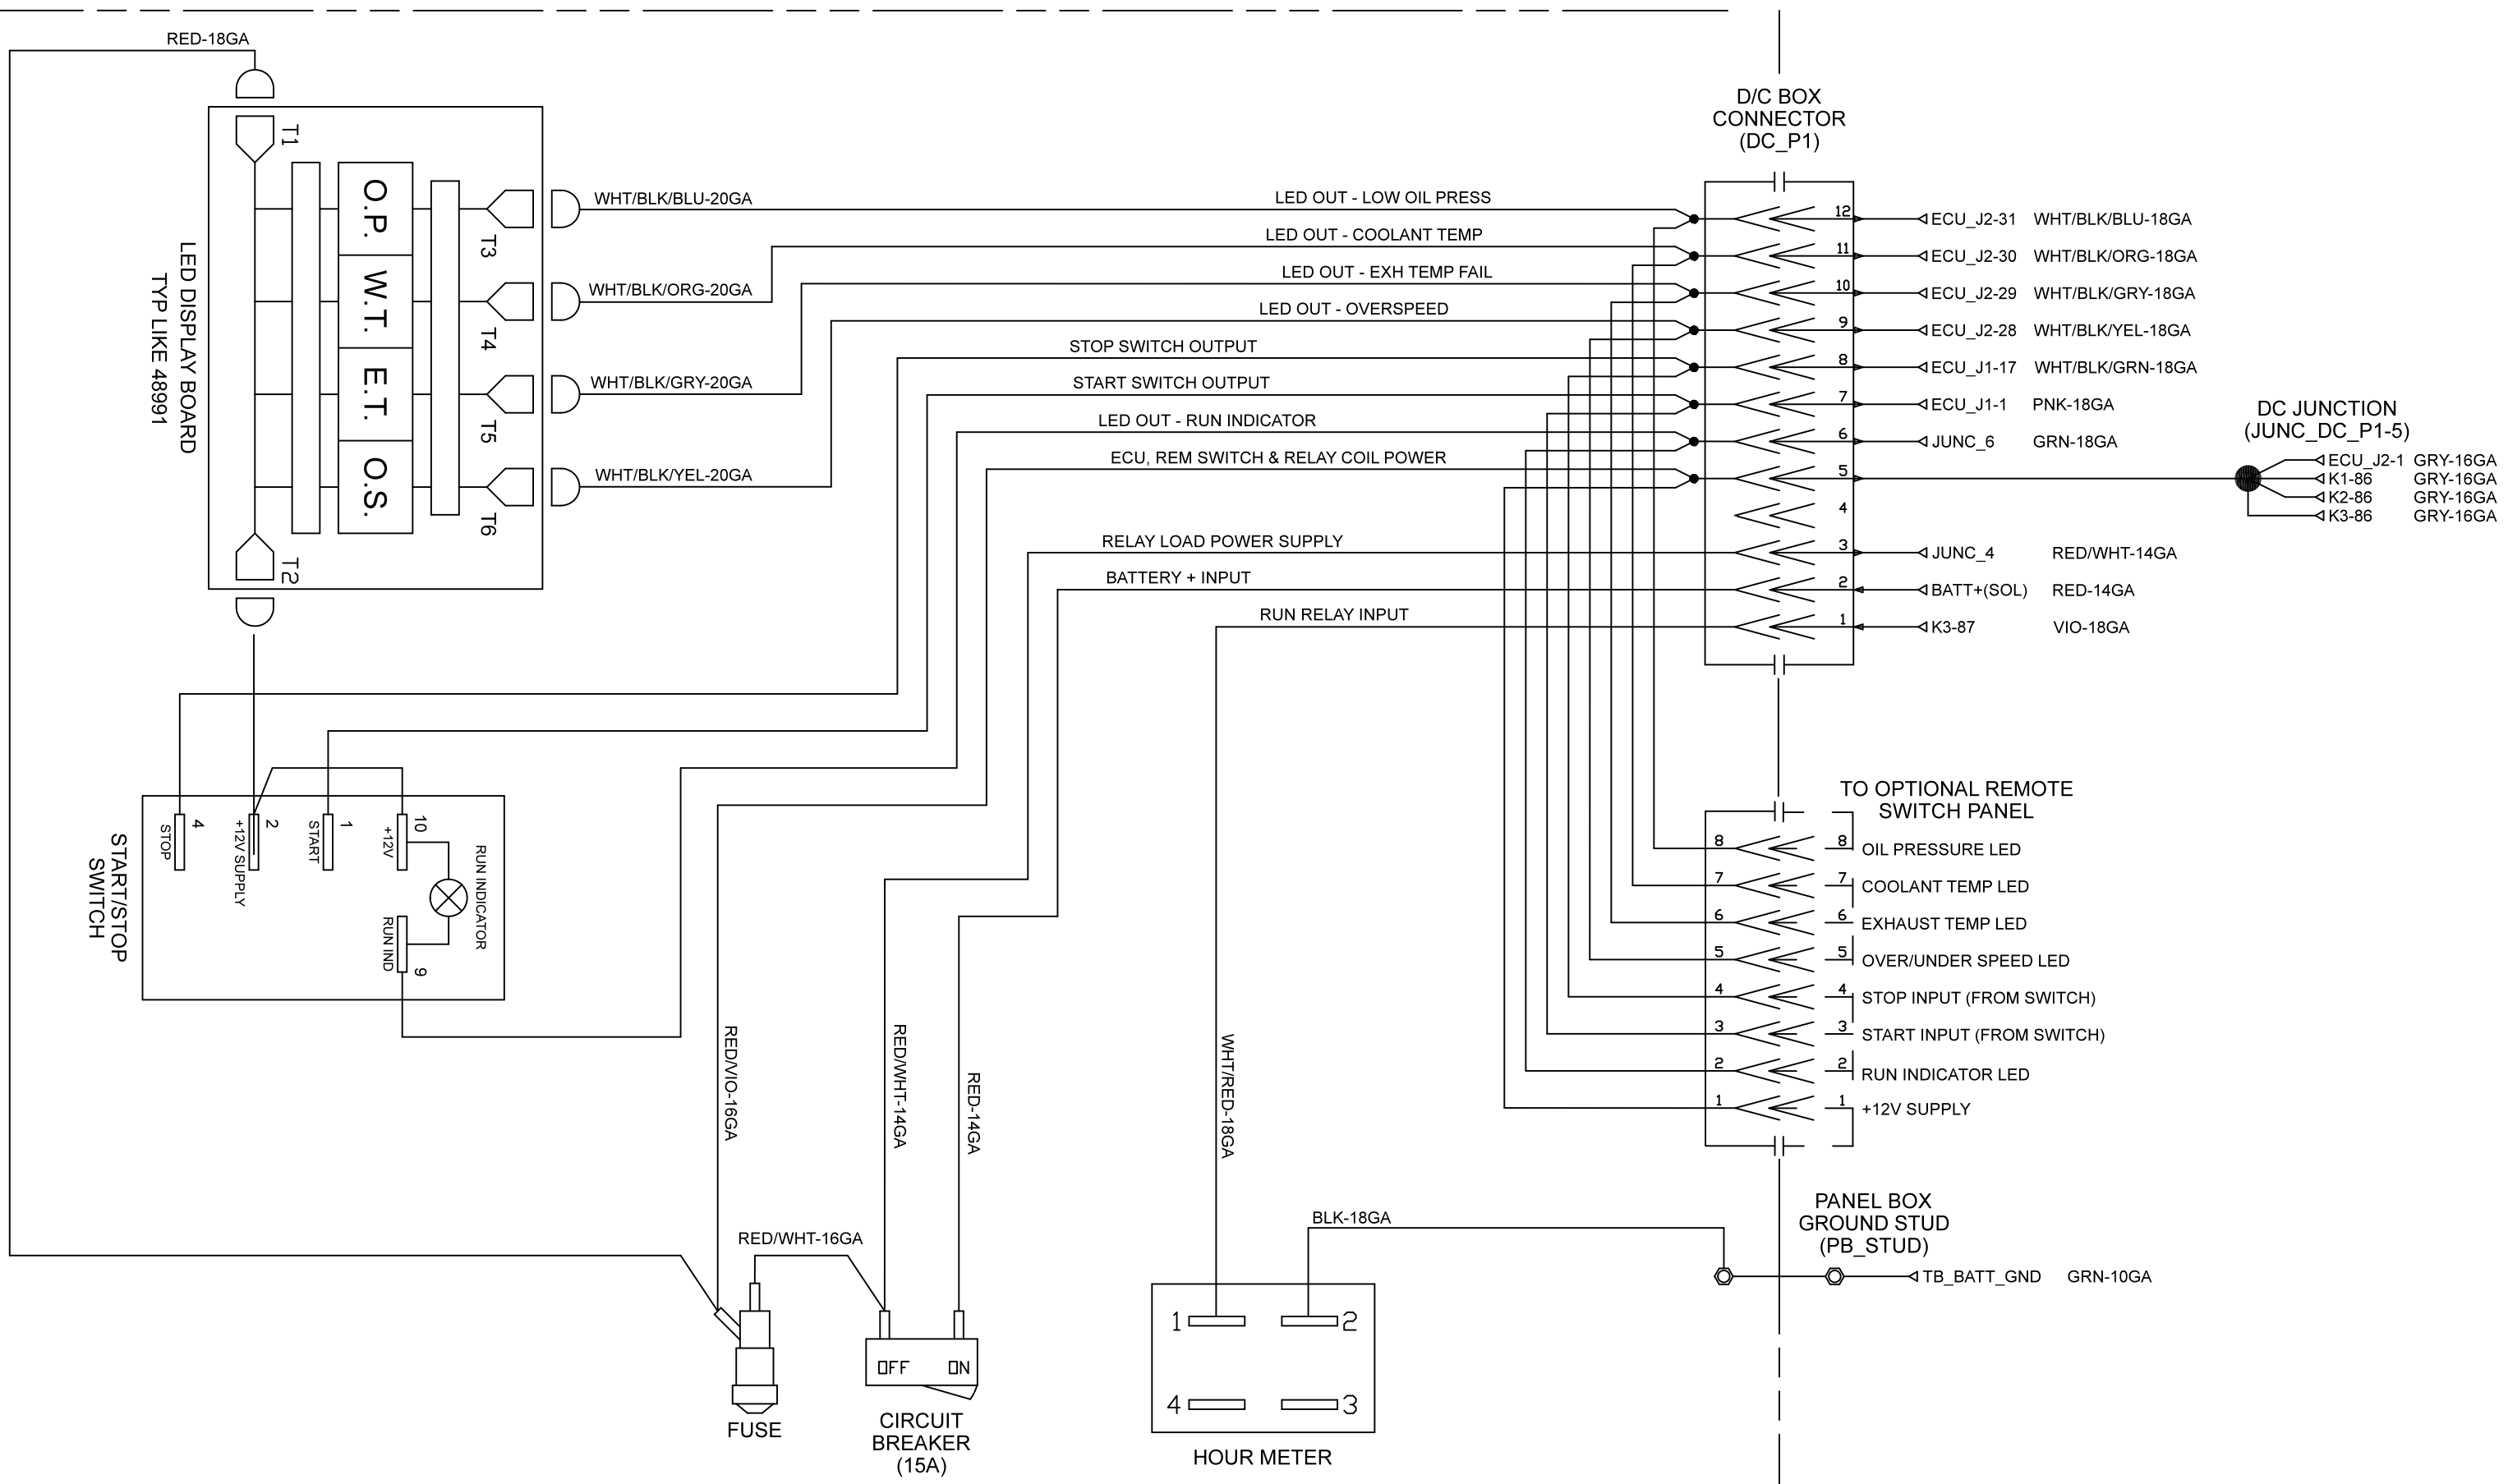 RED-18GA
T1
O.P.
W.T.
E.T.
O.S.
T3
T4
T5
T6
T2
LED DISPLAY BOARD
TYP LIKE 48991
WHT/BLK/BLU-20GA
WHT/BLK/ORG-20GA
WHT/BLK/GRY-20GA
WHT/BLK/YEL-20GA
LED OUT - LOW OIL PRESS
LED OUT - COOLANT TEMP
LED OUT - EXH TEMP FAIL
LED OUT - OVERSPEED
STOP SWITCH OUTPUT
START SWITCH OUTPUT
LED OUT - RUN INDICATOR
ECU, REM SWITCH & RELAY COIL POWER
RELAY LOAD POWER SUPPLY
BATTERY + INPUT
RUN RELAY INPUT
D/C BOX
CONNECTOR
(DC_P1)
12 ECU_J2-31 WHT/BLK/BLU-18GA
11 ECU_J2-30 WHT/BLK/ORG-18GA
10 ECU_J2-29 WHT/BLK/GRY-18GA
9 ECU_J2-28 WHT/BLK/YEL-18GA
8 ECU_J1-17 WHT/BLK/GRN-18GA
7 ECU_J1-1 PNK-18GA
6 JUNC_6 GRN-18GA
5
4
3 JUNC_4 RED/WHT-14GA
2 BATT+(SOL) RED-14GA
1 K3-87 VIO-18GA
DC JUNCTION
(JUNC_DC_P1-5)
ECU_J2-1 GRY-16GA
K1-86 GRY-16GA
K2-86 GRY-16GA
K3-86 GRY-16GA
TO OPTIONAL REMOTE
SWITCH PANEL
8 8 OIL PRESSURE LED
7 7 COOLANT TEMP LED
6 6 EXHAUST TEMP LED
5 5 OVER/UNDER SPEED LED
4 4 STOP INPUT (FROM SWITCH)
3 3 START INPUT (FROM SWITCH)
2 2 RUN INDICATOR LED
1 1 +12V SUPPLY
4
STOP
2
+12V SUPPLY
1
START
10
+12V
RUN INDICATOR
RUN IND
9
START/STOP
SWITCH
RED/VIO-16GA
RED/WHT-14GA
RED-14GA
WHT/RED-18GA
RED/WHT-16GA
BLK-18GA
PANEL BOX
GROUND STUD
(PB_STUD)
TB_BATT_GND GRN-10GA
FUSE
OFF ON
CIRCUIT
BREAKER
(15A)
1 2
4 3
HOUR METER